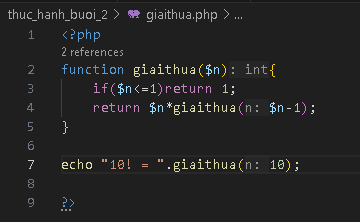 thuc_hanh_buoi_2 > giaithua.php > ...
1 <?php
2 references
2 function giaithua($n): int{
3 if($n<=1)return 1;
4 return $n*giaithua(n: $n-1);
5 }
6
7 echo "10! = ".giaithua(n: 10);
8
9 ?>